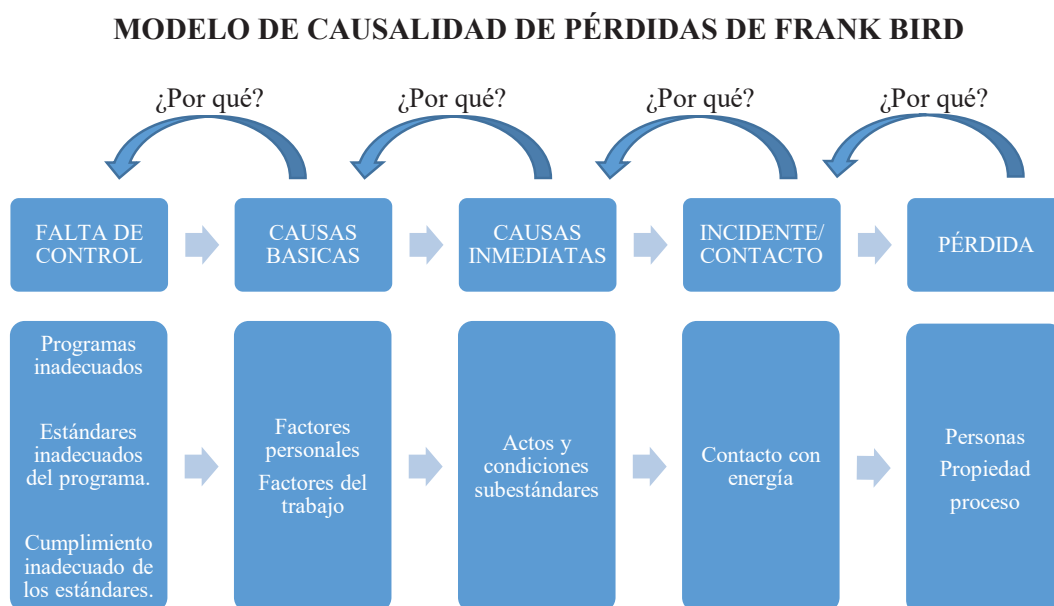 MODELO DE CAUSALIDAD DE PÉRDIDAS DE FRANK BIRD
¿Por qué?
¿Por qué?
¿Por qué?
¿Por qué?
FALTA DE
CONTROL
CAUSAS
BASICAS
CAUSAS
INMEDIATAS
INCIDENTE/
CONTACTO
PÉRDIDA
Programas
inadecuados
Estándares
inadecuados
del programa.
Cumplimiento
inadecuado de
los estándares.
Factores
personales
Factores del
trabajo
Actos y
condiciones
subestándares
Contacto con
energía
Personas
Propiedad
proceso